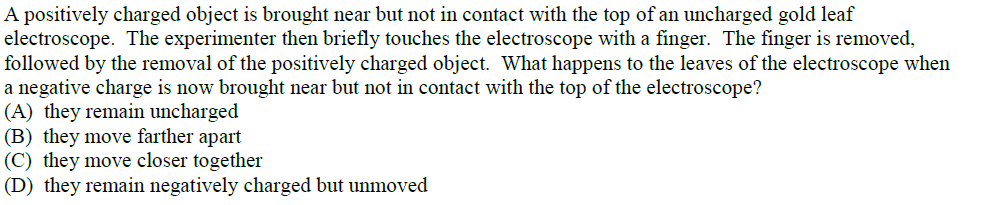 A positively charged object is brought near but not in contact with the top of an uncharged gold leaf
electroscope. The experimenter then briefly touches the electroscope with a finger. The finger is removed,
followed by the removal of the positively charged object. What happens to the leaves of the electroscope when
a negative charge is now brought near but not in contact with the top of the electroscope?
(A) they remain uncharged
(B) they move farther apart
(C) they move closer together
(D) they remain negatively charged but unmoved